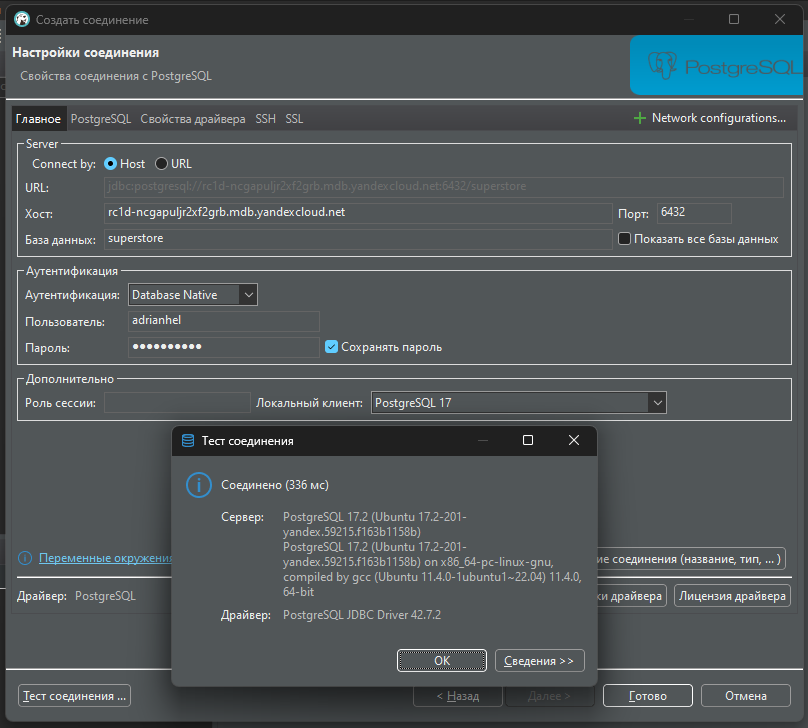 Создать соединение
Настройки соединения
Свойства соединения с PostgreSQL
PostgreSQL
Главное
PostgreSQL
Свойства драйвера
SSH
SSL
Network configurations...
Server
Connect by:
Host
URL
URL:
jdbc:postgresql://rc1d-ncgapuljr2xf2grb.mdb.yandexcloud.net:6432/superstore
Хост:
rc1d-ncgapuljr2xf2grb.mdb.yandexcloud.net
Порт:
6432
База данных:
superstore
Показать все базы данных
Аутентификация
Аутентификация:
Database Native
Пользователь:
adrianhel
Пароль:
••••••••••
Сохранять пароль
Дополнительно
Роль сессии:
Локальный клиент:
PostgreSQL 17
Тест соединения
Соединено (336 мс)
Сервер:
PostgreSQL 17.2 (Ubuntu 17.2-201-
yandex.59215.f163b1158b)
PostgreSQL 17.2 (Ubuntu 17.2-201-
yandex.59215.f163b1158b) on x86_64-pc-linux-gnu,
compiled by gcc (Ubuntu 11.4.0-1ubuntu1~22.04) 11.4.0,
64-bit
Драйвер:
PostgreSQL JDBC Driver 42.7.2
OK
Сведения >>
Переменные окружения
ие соединения (название, тип, ... )
Драйвер:
PostgreSQL
ки драйвера
Лицензия драйвера
Тест соединения ...
< Назад
Далее >
Готово
Отмена